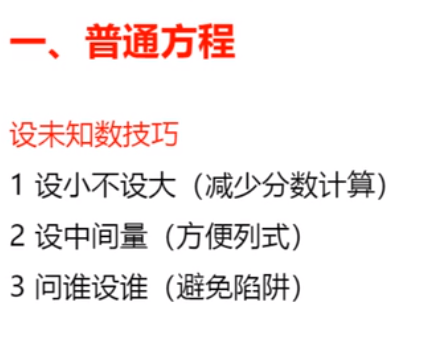 一、普通方程
设未知数技巧
1 设小不设大（减少分数计算）
2 设中间量（方便列式）
3 问谁设谁（避免陷阱）